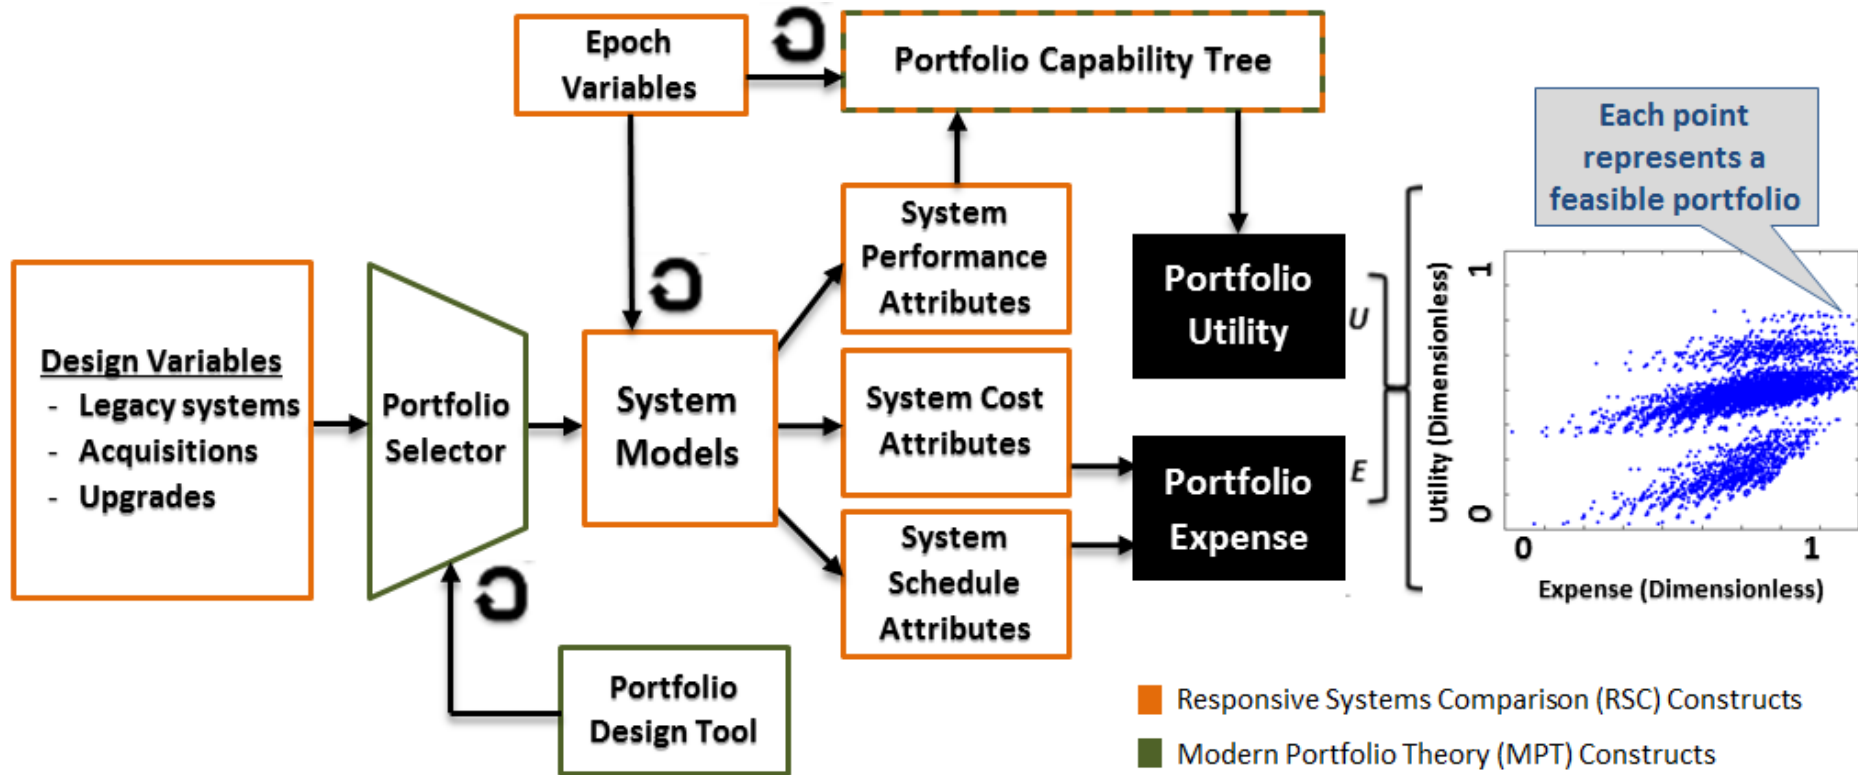 Epoch
Variables
Portfolio Capability Tree
Each point
represents a
feasible portfolio
System
Performance
Attributes
Portfolio
Utility
U
Design Variables
- Legacy systems
- Acquisitions
- Upgrades
Portfolio
Selector
System
Models
System Cost
Attributes
Portfolio
Expense
E
System
Schedule
Attributes
Portfolio
Design Tool
Utility (Dimensionless)
1
0
0
1
Expense (Dimensionless)
Responsive Systems Comparison (RSC) Constructs
Modern Portfolio Theory (MPT) Constructs